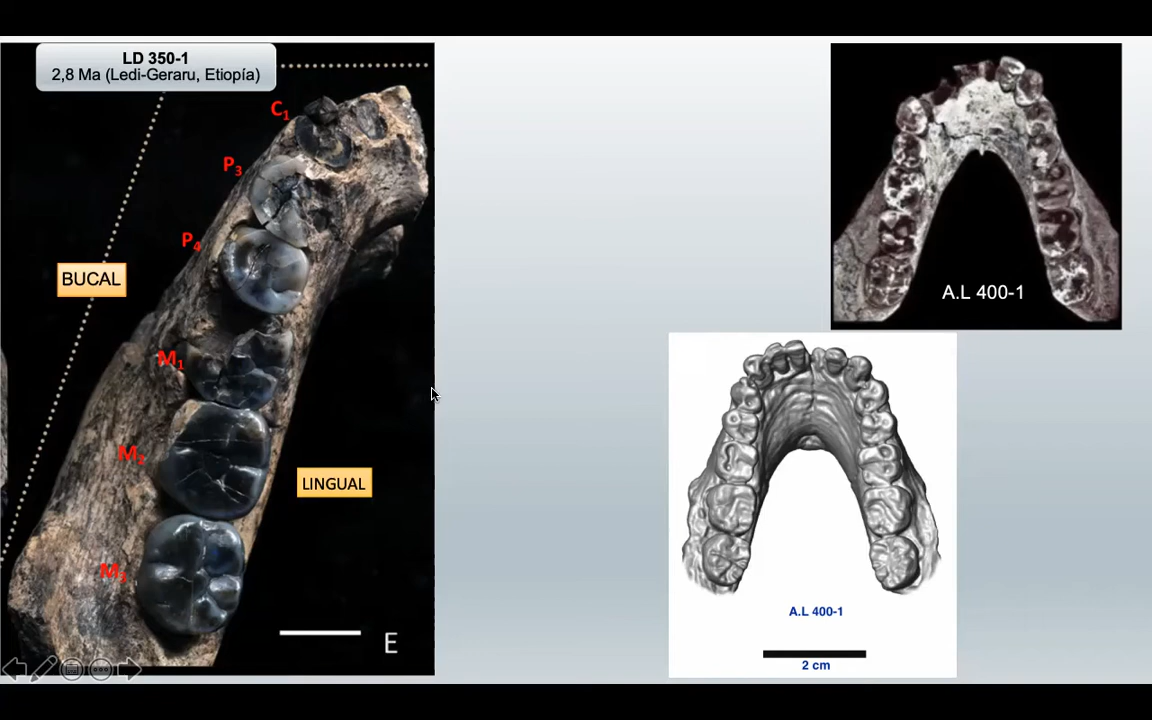 LD 350-1
2,8 Ma (Ledi-Geraru, Etiopía)
C1
P3
P4
BUCAL
M1
M2
LINGUAL
M3
E
A.L 400-1
A.L 400-1
2 cm